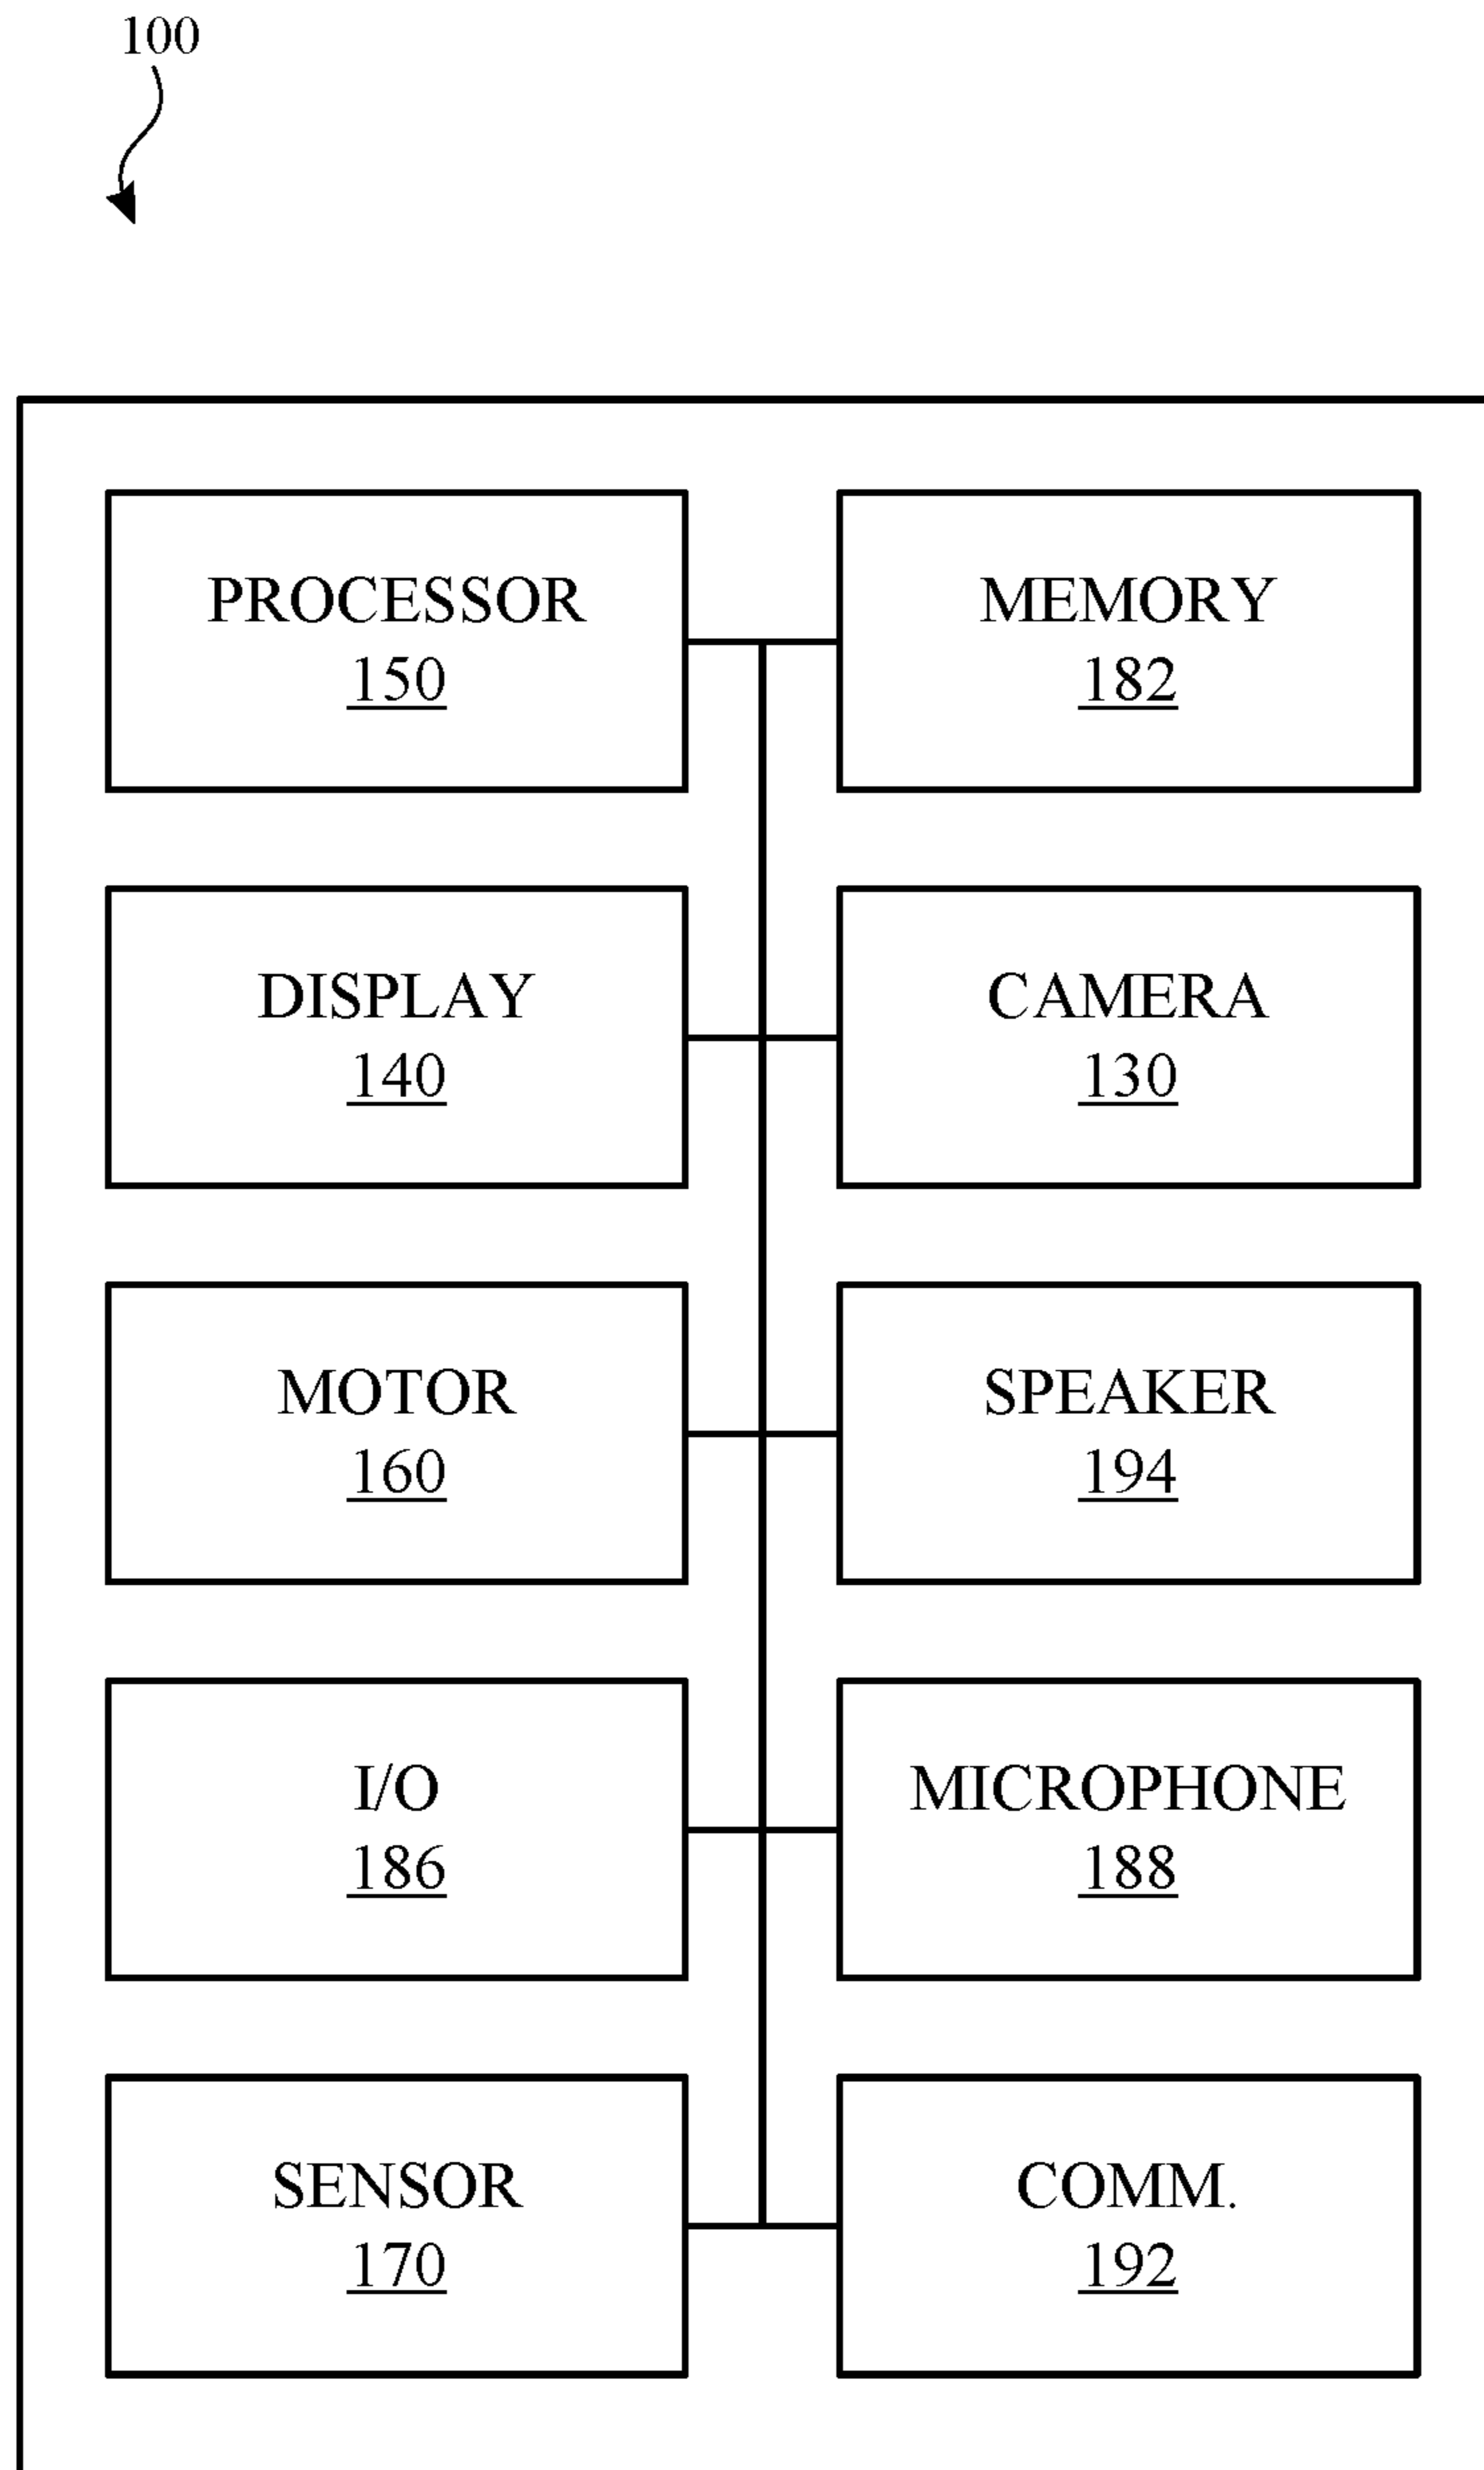 100
PROCESSOR
150
MEMORY
182
DISPLAY
140
CAMERA
130
MOTOR
160
SPEAKER
194
I/O
186
MICROPHONE
188
SENSOR
170
COMM.
192